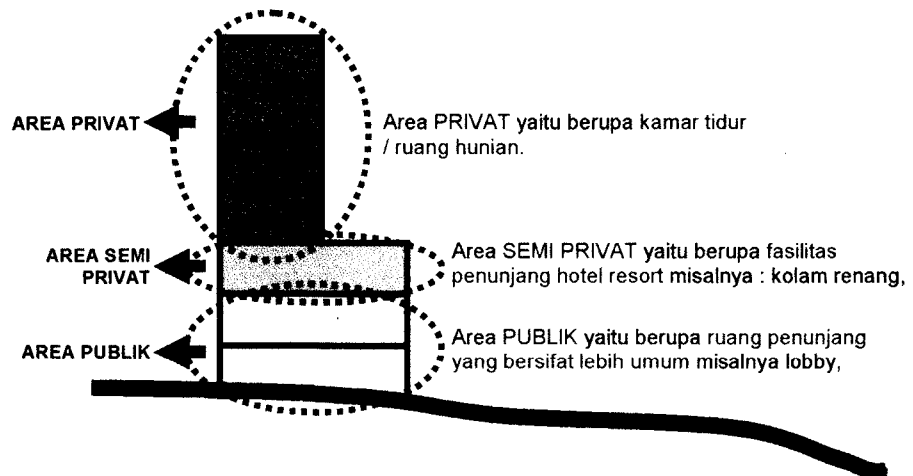 AREA PRIVAT
Area PRIVAT yaitu berupa kamar tidur
/ ruang hunian.
AREA SEMI
PRIVAT
Area SEMI PRIVAT yaitu berupa fasilitas
penunjang hotel resort misalnya : kolam renang,
AREA PUBLIK
Area PUBLIK yaitu berupa ruang penunjang
yang bersifat lebih umum misalnya lobby,